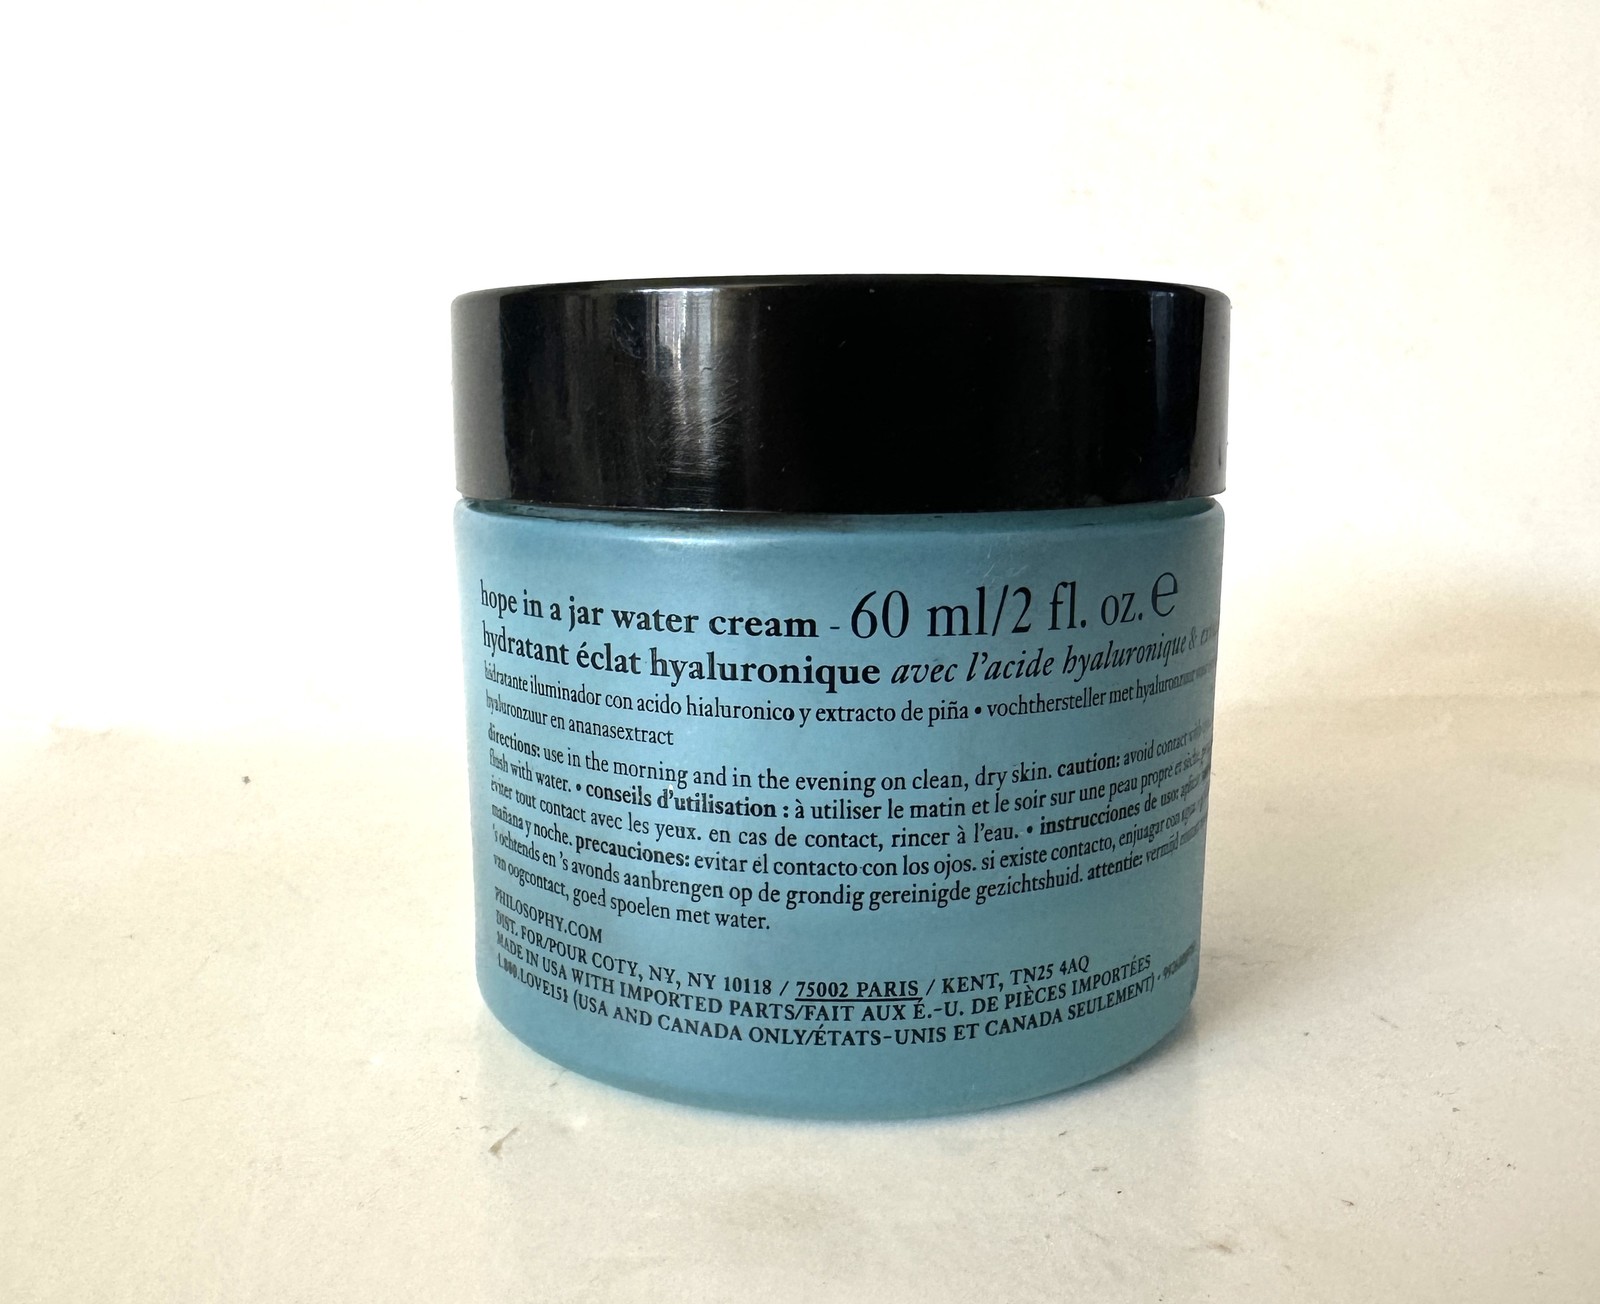 hope in a jar water cream - 60 ml/2 fl. oz. ℮
hydratant éclat hyaluronique avec l'acide hyaluronique &
hidratante iluminador con acido hialuronico y extracto de piña • vochthersteller met hyaluronzuur
hyaluronzuur en ananasextract
directions: use in the morning and in the evening on clean, dry skin. caution: avoid contact with
flush with water. • conseils d'utilisation : à utiliser le matin et le soir sur une peau propre et sèche.
éviter tout contact avec les yeux. en cas de contact, rincer à l'eau. • instrucciones de uso: aplicar
mañana y noche. precauciones: evitar el contacto con los ojos. si existe contacto, enjuagar con agua.
's ochtends en 's avonds aanbrengen op de grondig gereinigde gezichtshuid. attentie: vermijd
van oogcontact, goed spoelen met water.
PHILOSOPHY.COM
DIST. FOR/POUR COTY, NY, NY 10118 / 75002 PARIS / KENT, TN25 4AQ
MADE IN USA WITH IMPORTED PARTS/FAIT AUX É.-U. DE PIÈCES IMPORTÉES
1.800.LOVE151 (USA AND CANADA ONLY/ÉTATS-UNIS ET CANADA SEULEMENT) -